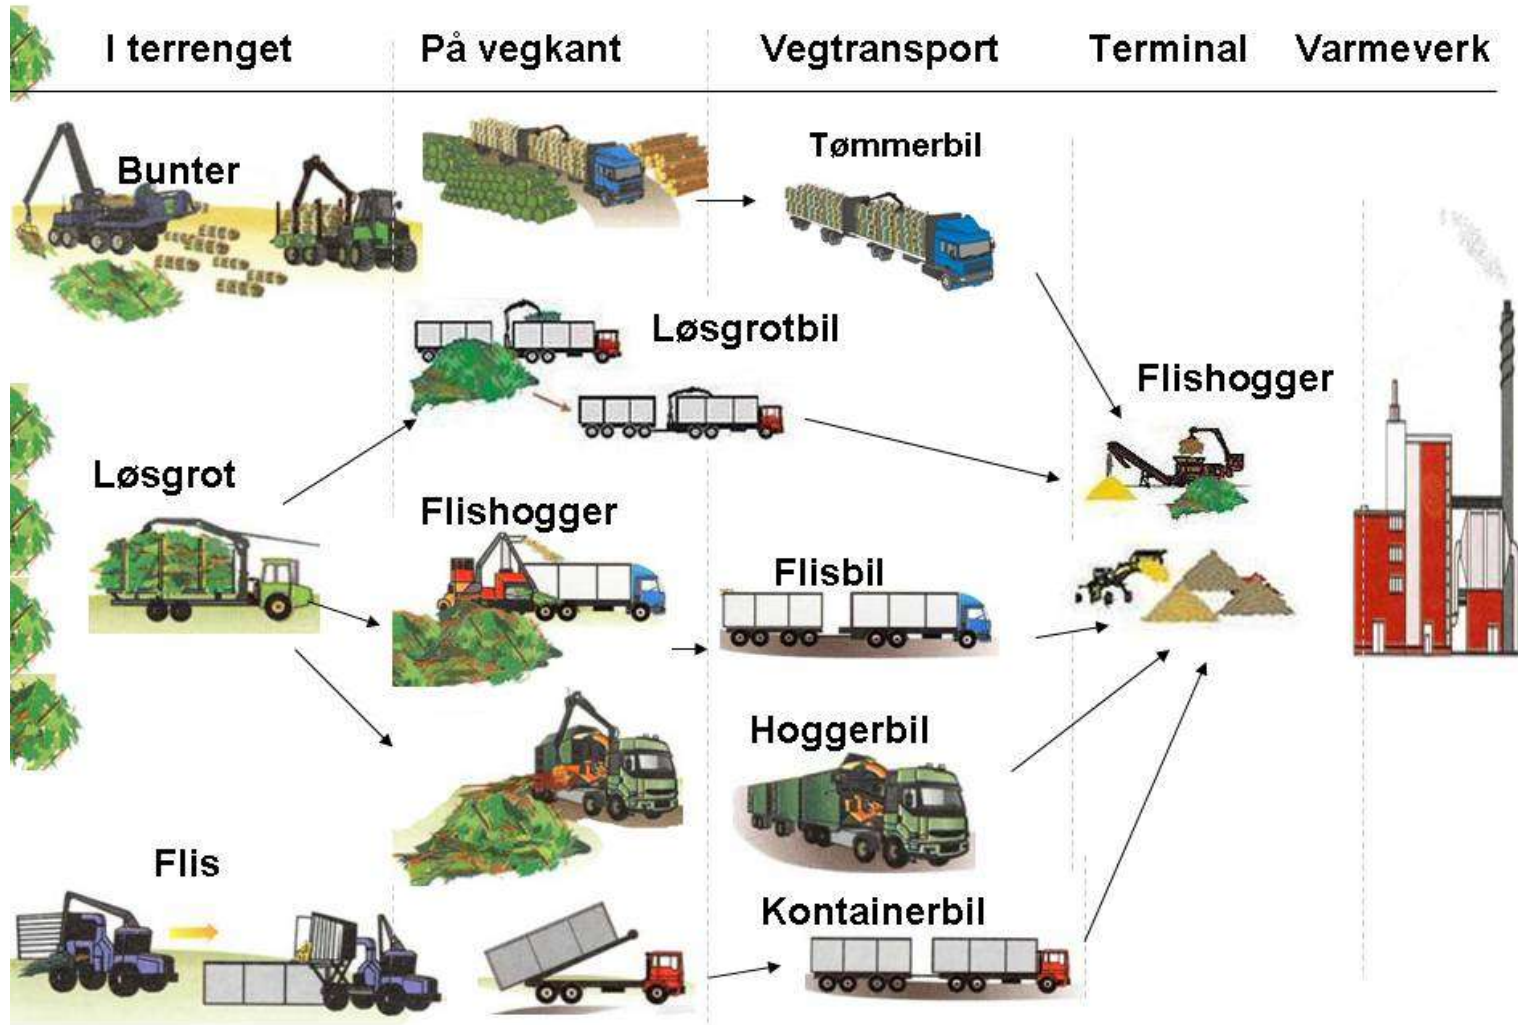 I terrenget
På vegkant
Vegtransport
Terminal
Varmeverk
Bunter
Tømmerbil
Løsgrotbil
Flishogger
Løsgrot
Flishogger
Flisbil
Hoggerbil
Flis
Kontainerbil